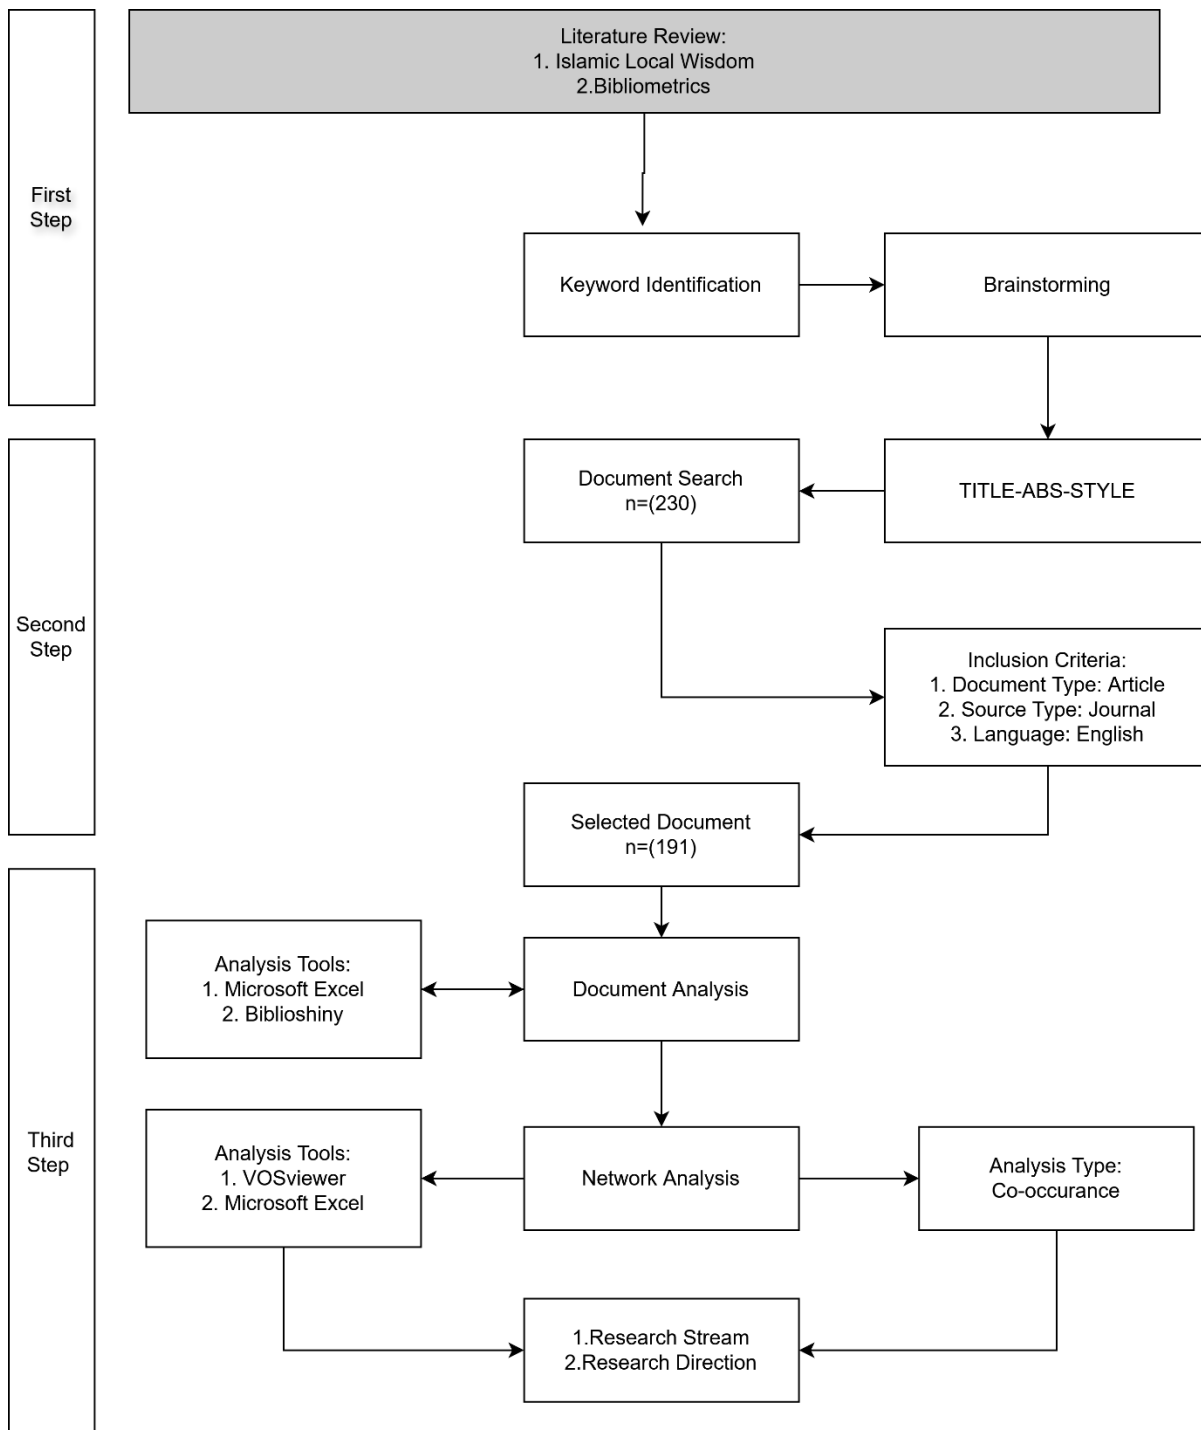 Literature Review:
1. Islamic Local Wisdom
2.Bibliometrics
First
Step
Keyword Identification
Brainstorming
Second
Step
Document Search
n=(230)
TITLE-ABS-STYLE
Inclusion Criteria:
1. Document Type: Article
2. Source Type: Journal
3. Language: English
Selected Document
n=(191)
Third
Step
Analysis Tools:
1. Microsoft Excel
2. Biblioshiny
Document Analysis
Analysis Tools:
1. VOSviewer
2. Microsoft Excel
Network Analysis
Analysis Type:
Co-occurance
1.Research Stream
2.Research Direction